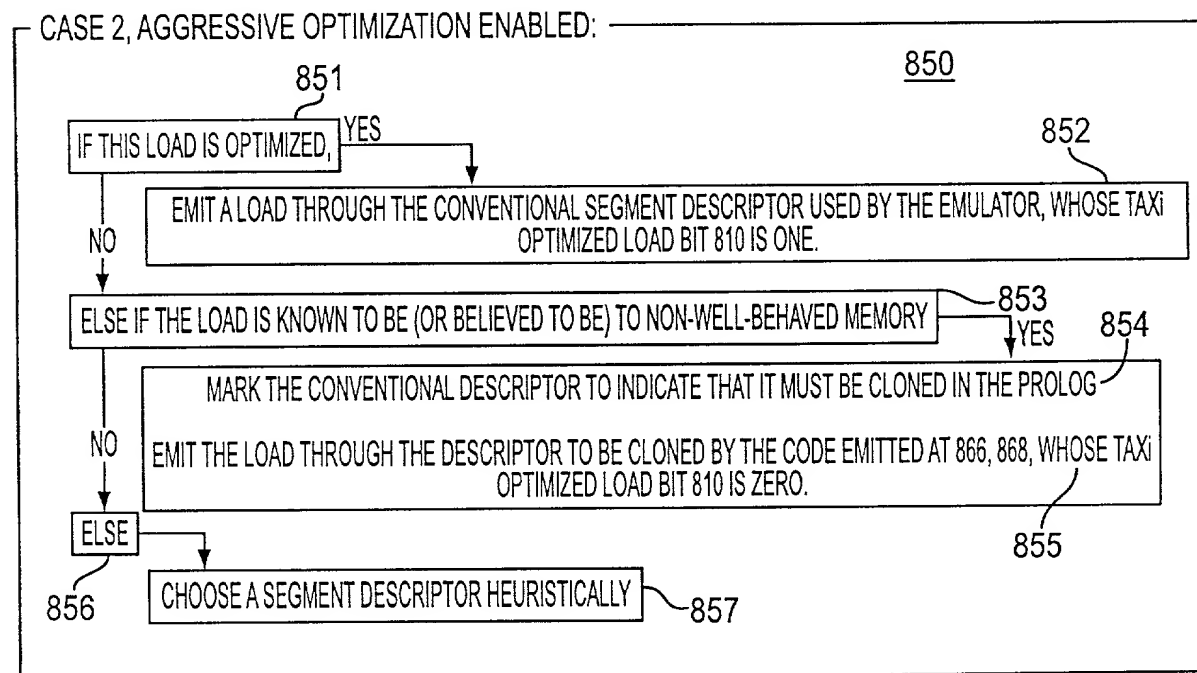 CASE 2, AGGRESSIVE OPTIMIZATION ENABLED:
850
851
IF THIS LOAD IS OPTIMIZED,
YES
852
EMIT A LOAD THROUGH THE CONVENTIONAL SEGMENT DESCRIPTOR USED BY THE EMULATOR, WHOSE TAXi
OPTIMIZED LOAD BIT 810 IS ONE.
NO
ELSE IF THE LOAD IS KNOWN TO BE (OR BELIEVED TO BE) TO NON-WELL-BEHAVED MEMORY
853
YES
854
MARK THE CONVENTIONAL DESCRIPTOR TO INDICATE THAT IT MUST BE CLONED IN THE PROLOG
NO
EMIT THE LOAD THROUGH THE DESCRIPTOR TO BE CLONED BY THE CODE EMITTED AT 866, 868, WHOSE TAXi
OPTIMIZED LOAD BIT 810 IS ZERO.
855
ELSE
856
CHOOSE A SEGMENT DESCRIPTOR HEURISTICALLY
857